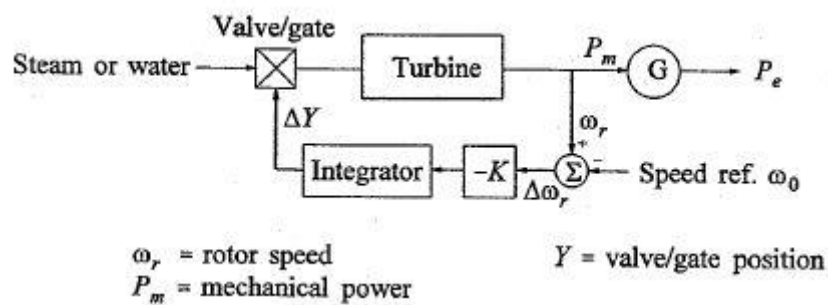 Valve/gate
Steam or water
Turbine
P_m
G
P_e
ΔY
ω_r
+
−
Integrator
−K
Δω_r
Σ
Speed ref. ω_0
ω_r = rotor speed
Y = valve/gate position
P_m = mechanical power